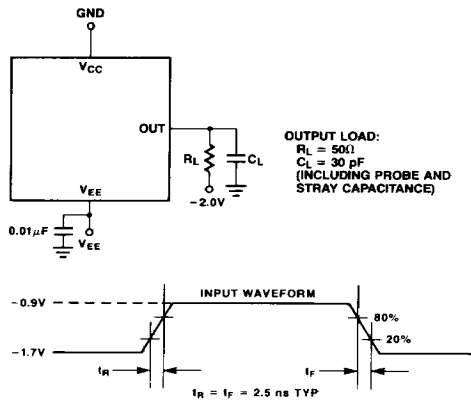 GND
VCC
OUT
RL
CL
-2.0V
VEE
0.01µF
VEE
OUTPUT LOAD:
RL = 50Ω
CL = 30 pF
(INCLUDING PROBE AND
STRAY CAPACITANCE)
INPUT WAVEFORM
-0.9V
80%
20%
-1.7V
tR
tF
tR = tF = 2.5 ns TYP